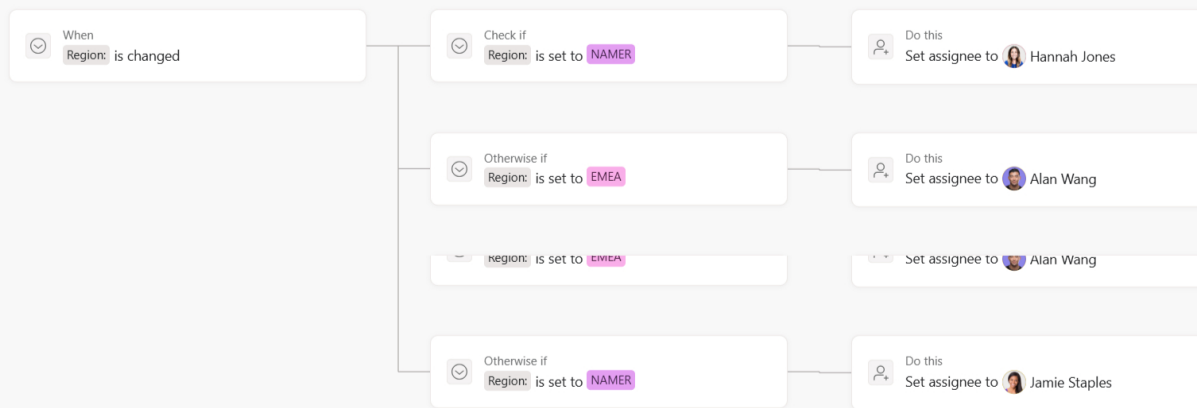 When
Region: is changed
Check if
Region: is set to NAMER
Do this
Set assignee to Hannah Jones
Otherwise if
Region: is set to EMEA
Do this
Set assignee to Alan Wang
Region: is set to EMEA
Set assignee to Alan Wang
Otherwise if
Region: is set to NAMER
Do this
Set assignee to Jamie Staples